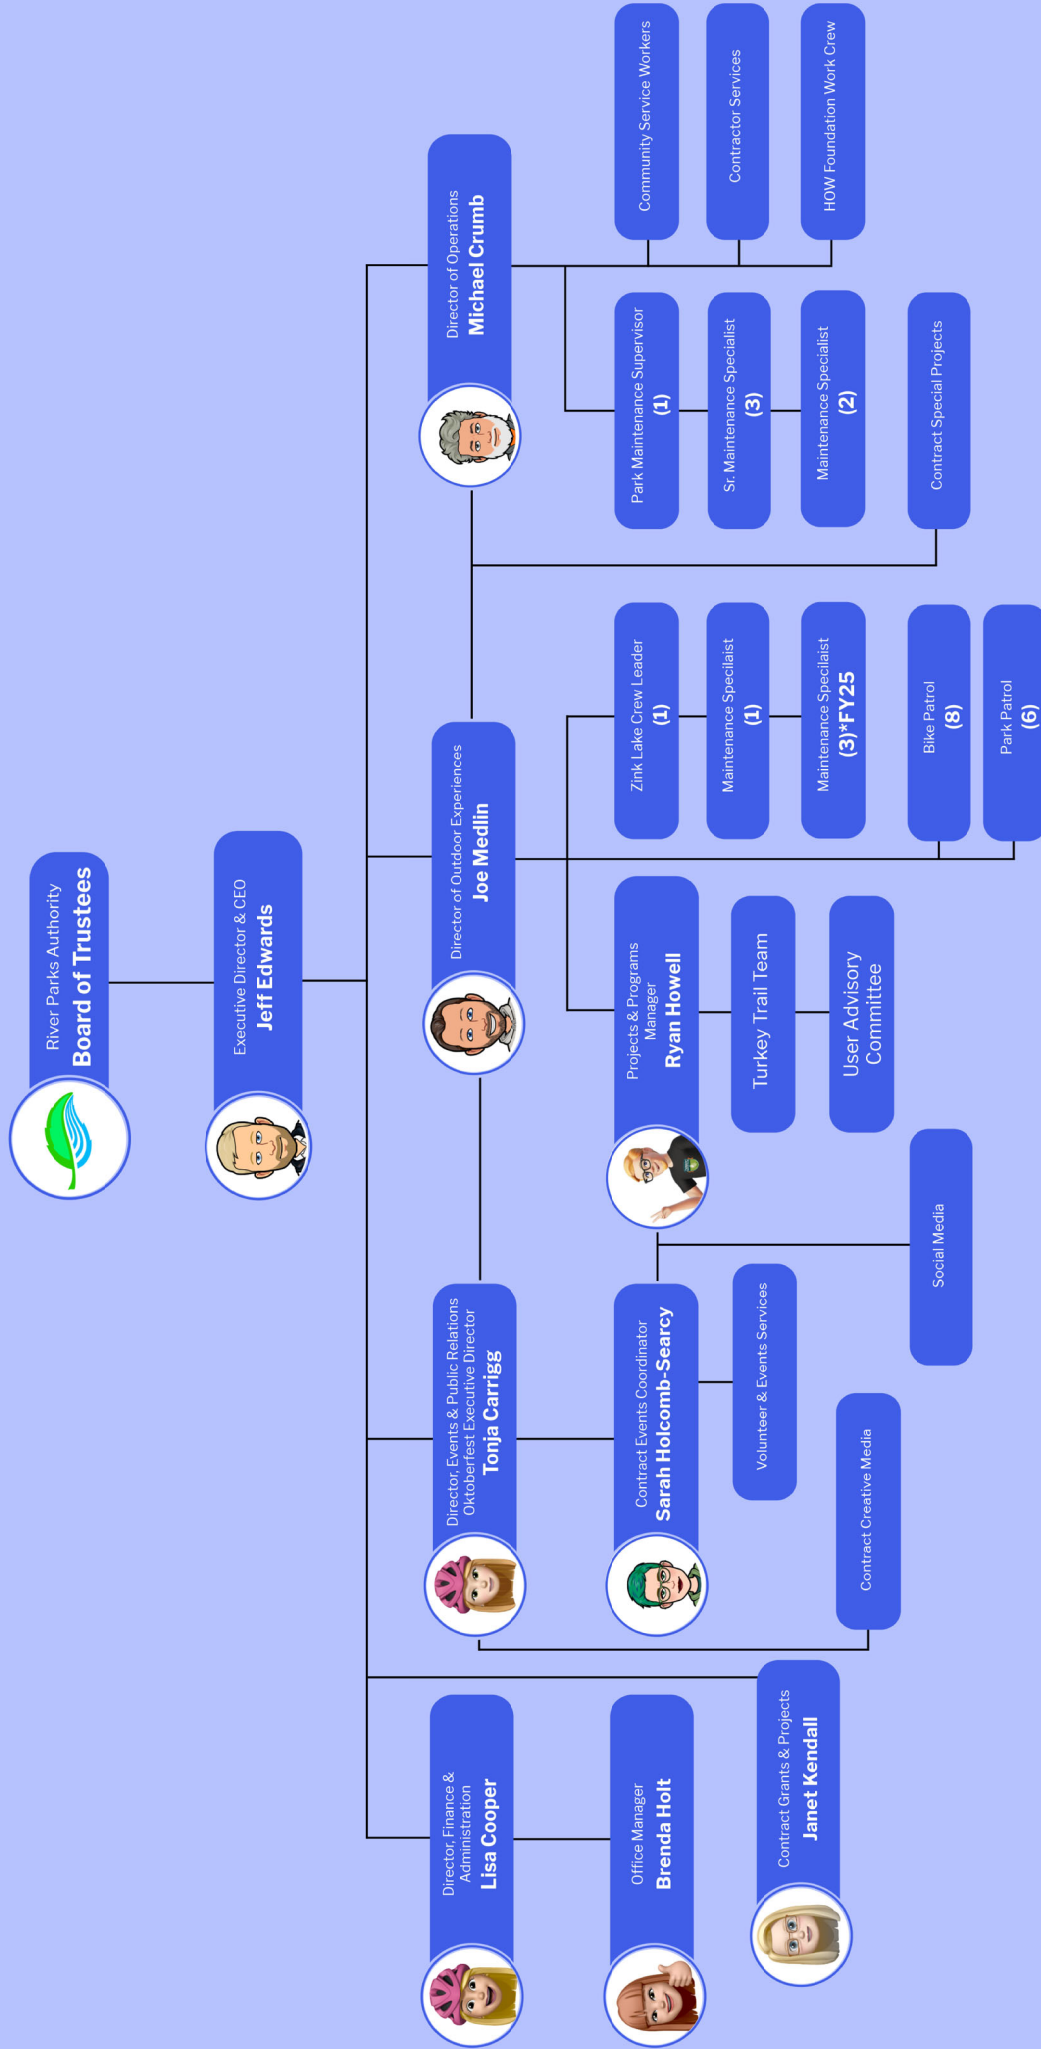 River Parks Authority
Board of Trustees
Executive Director & CEO
Jeff Edwards
Director, Finance &
Administration
Lisa Cooper
Director, Events & Public Relations
Oktoberfest Executive Director
Tonja Carrigg
Director of Outdoor Experiences
Joe Medlin
Director of Operations
Michael Crumb
Office Manager
Brenda Holt
Contract Events Coordinator
Sarah Holcomb-Searcy
Projects & Programs
Manager
Ryan Howell
Zink Lake Crew Leader
(1)
Park Maintenance Supervisor
(1)
Community Service Workers
Contract Grants & Projects
Janet Kendall
Volunteer & Events Services
Turkey Trail Team
Maintenance Specilaist
(1)
Sr. Maintenance Specialist
(3)
Contractor Services
Contract Creative Media
User Advisory
Committee
Maintenance Specilaist
(3)*FY25
Maintenance Specialist
(2)
HOW Foundation Work Crew
Social Media
Bike Patrol
(8)
Contract Special Projects
Park Patrol
(6)